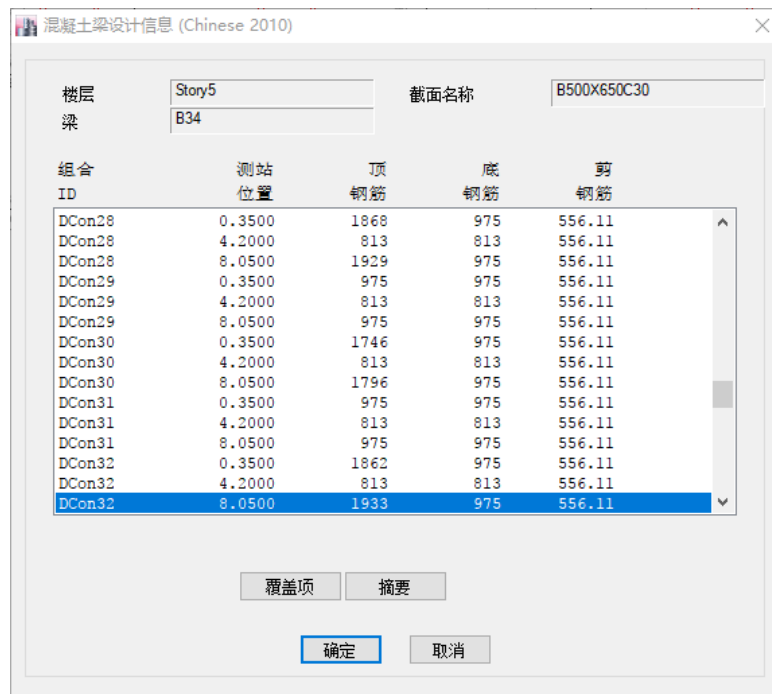 混凝土梁设计信息 (Chinese 2010)
楼层 Story5 截面名称 B500X650C30
梁 B34
组合 测站 顶 底 剪
ID 位置 钢筋 钢筋 钢筋
DCon28 0.3500 1868 975 556.11
DCon28 4.2000 813 813 556.11
DCon28 8.0500 1929 975 556.11
DCon29 0.3500 975 975 556.11
DCon29 4.2000 813 813 556.11
DCon29 8.0500 975 975 556.11
DCon30 0.3500 1746 975 556.11
DCon30 4.2000 813 813 556.11
DCon30 8.0500 1796 975 556.11
DCon31 0.3500 975 975 556.11
DCon31 4.2000 813 813 556.11
DCon31 8.0500 975 975 556.11
DCon32 0.3500 1862 975 556.11
DCon32 4.2000 813 813 556.11
DCon32 8.0500 1933 975 556.11
覆盖项 摘要
确定 取消